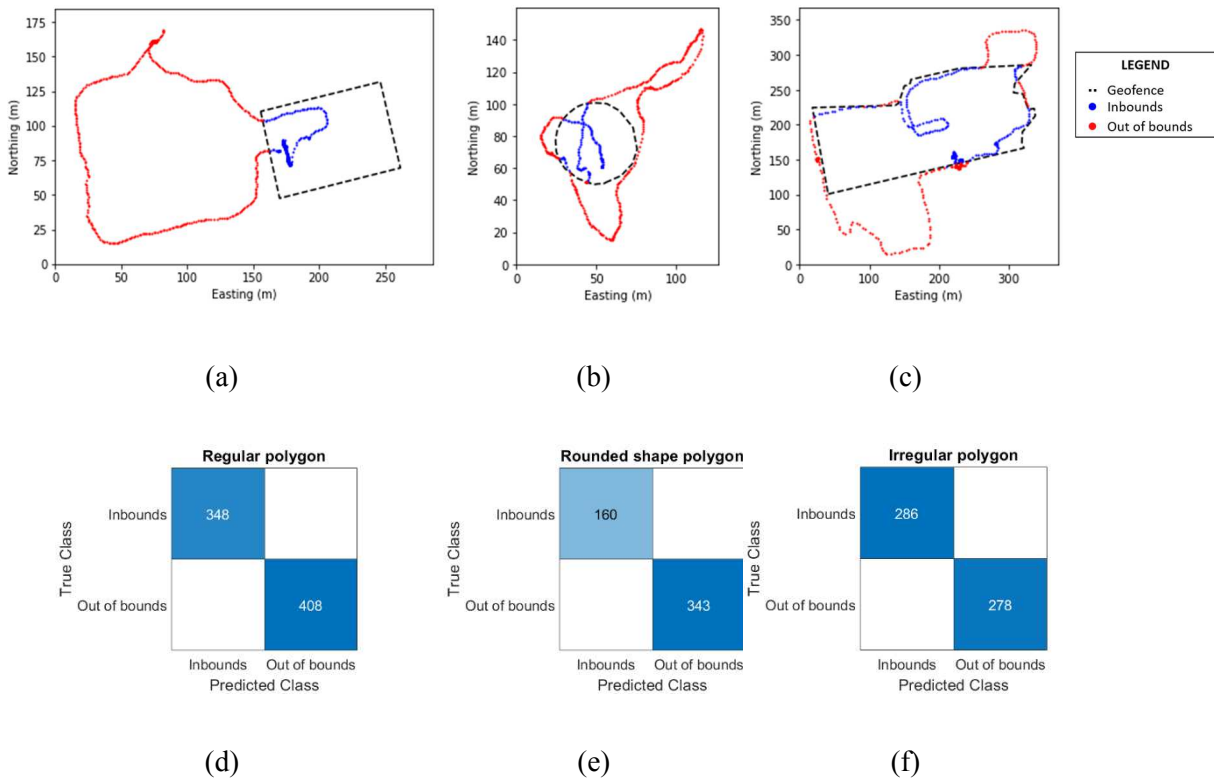 175
150
125
100
75
50
25
0
Northing (m)
0 50 100 150 200 250
Easting (m)
140
120
100
80
60
40
20
0
Northing (m)
0 50 100
Easting (m)
350
300
250
200
150
100
50
0
Northing (m)
0 100 200 300
Easting (m)
LEGEND
Geofence
Inbounds
Out of bounds
(a) (b) (c)
Regular polygon
True Class
Inbounds 348
Out of bounds 408
Inbounds Out of bounds
Predicted Class
Rounded shape polygon
True Class
Inbounds 160
Out of bounds 343
Inbounds Out of bounds
Predicted Class
Irregular polygon
True Class
Inbounds 286
Out of bounds 278
Inbounds Out of bounds
Predicted Class
(d) (e) (f)